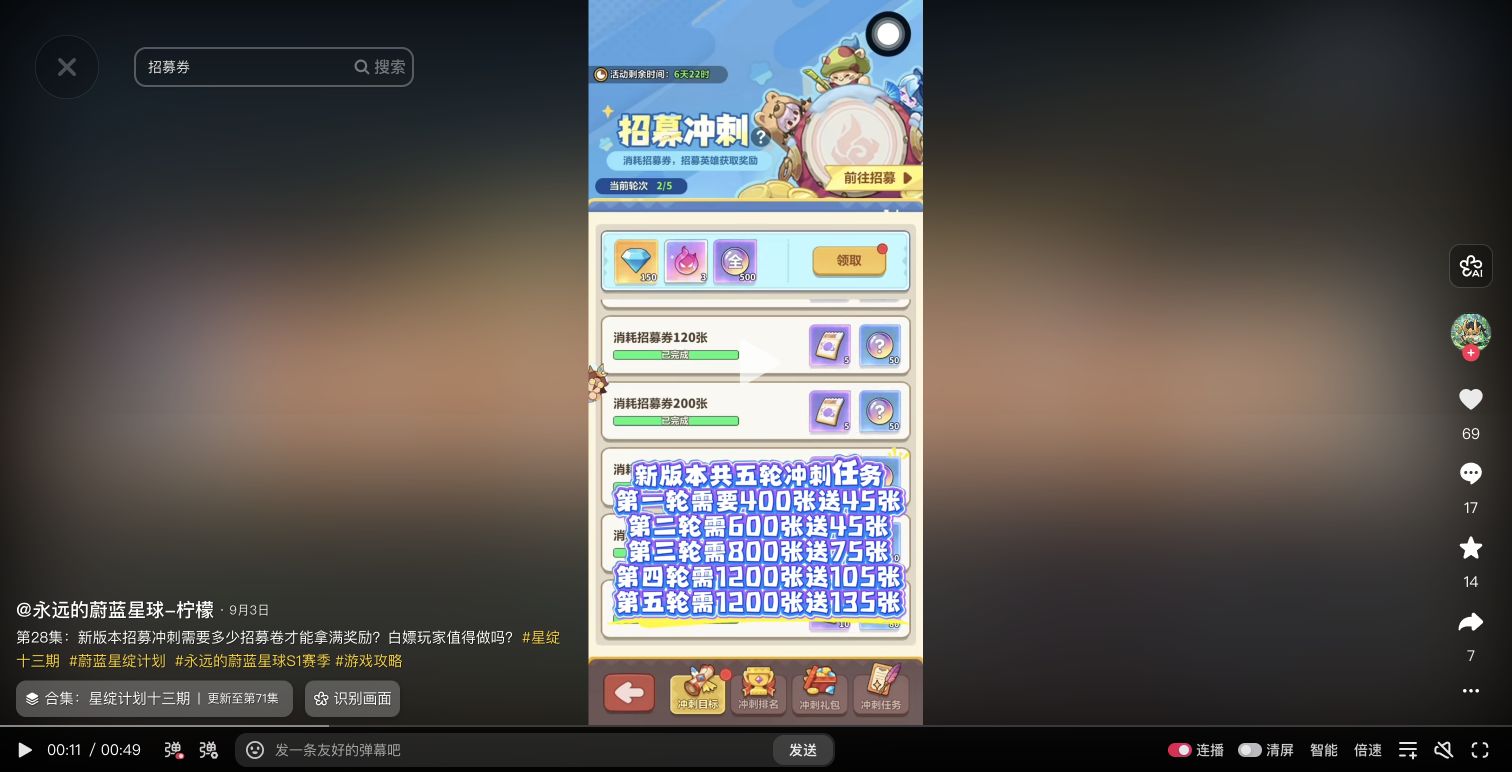 招募券
搜索
活动剩余时间：6天22时
招募冲刺
?
消耗招募券，招募英雄获取奖励
当前轮次 2/5
前往招募
150
3
全
500
领取
消耗招募券120张
已完成
5
?
50
消耗招募券200张
已完成
5
?
50
新版本共五轮冲刺任务
第一轮需要400张送45张
第二轮需600张送45张
第三轮需800张送75张
第四轮需1200张送105张
第五轮需1200张送135张
冲刺目标
冲刺排名
冲刺礼包
冲刺任务
AI
69
17
14
7
@永远的蔚蓝星球-柠檬 · 9月3日
第28集：新版本招募冲刺需要多少招募卷才能拿满奖励？白嫖玩家值得做吗？ #星绽
十三期 #蔚蓝星绽计划 #永远的蔚蓝星球S1赛季 #游戏攻略
合集：星绽计划十三期 | 更新至第71集
识别画面
00:11 / 00:49
弹
弹
发一条友好的弹幕吧
发送
连播
清屏
智能
倍速